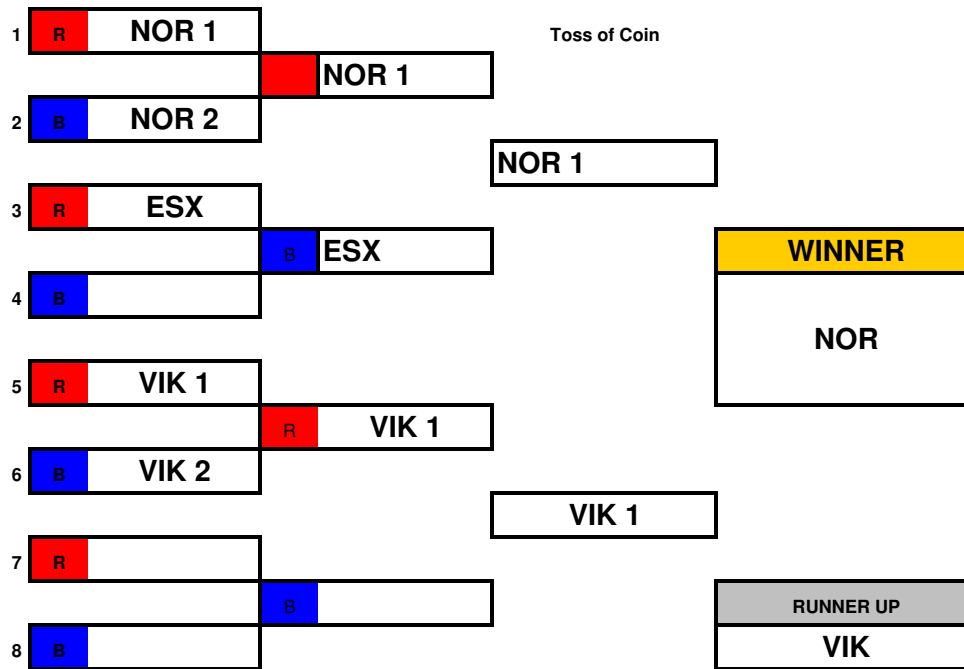 1 R NOR 1 Toss of Coin
NOR 1
2 B NOR 2
NOR 1
3 R ESX
B ESX WINNER
4 B
NOR
5 R VIK 1
R VIK 1
6 B VIK 2
VIK 1
7 R
B RUNNER UP
8 B VIK